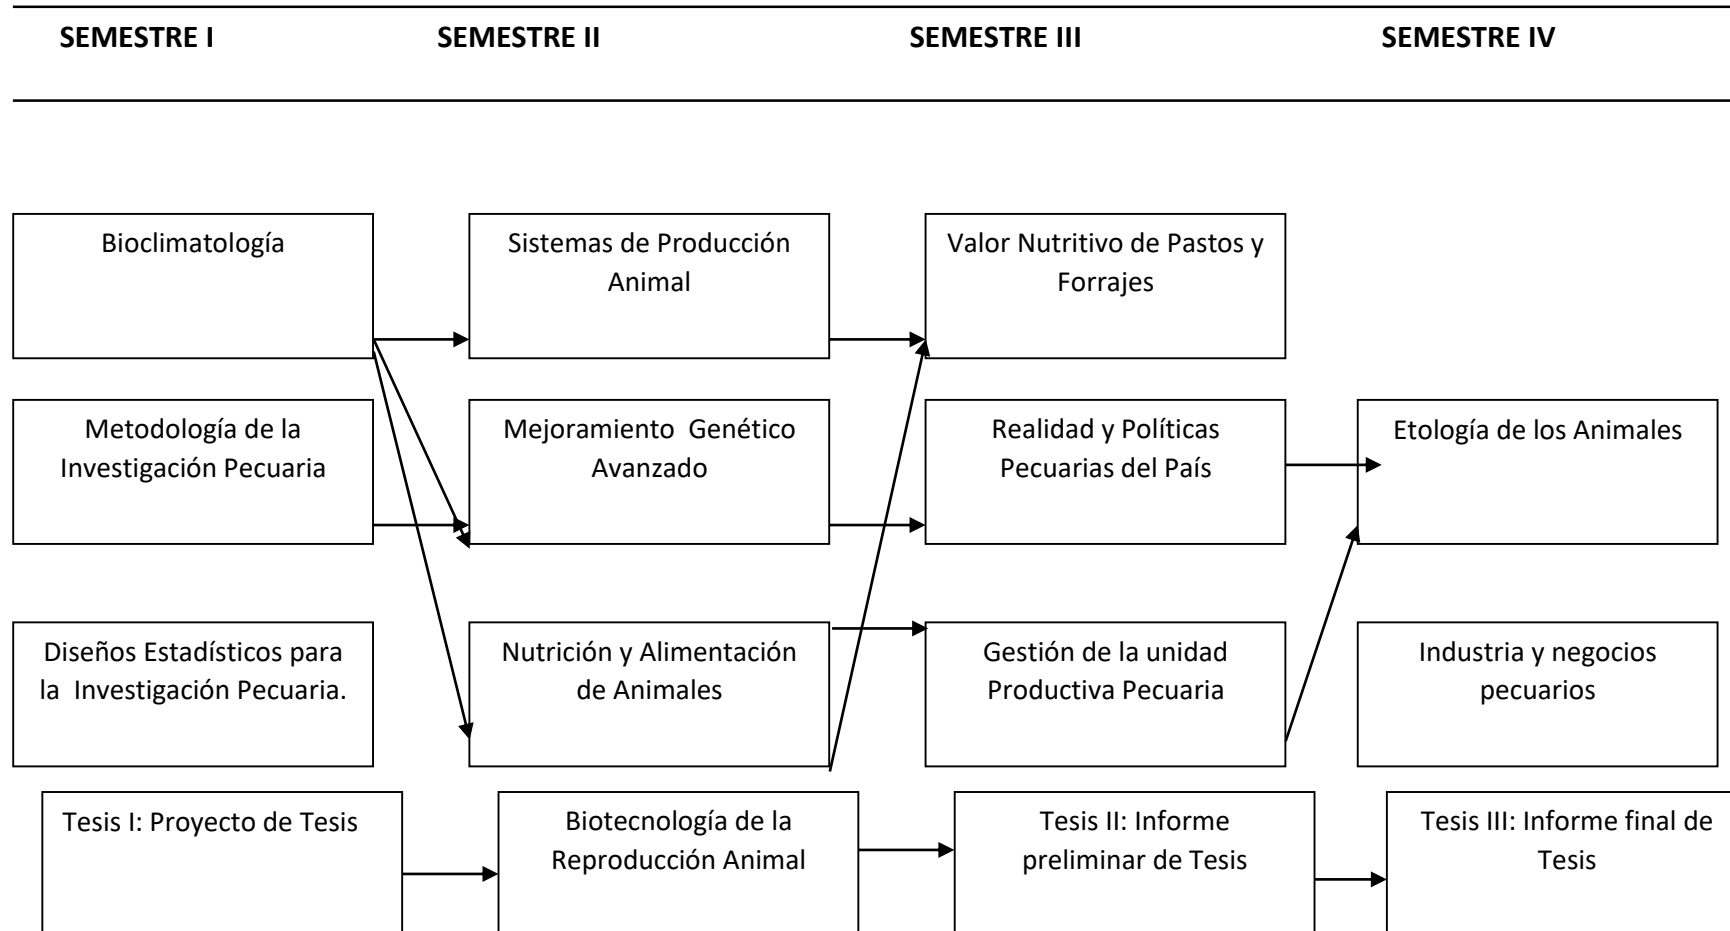 SEMESTRE I SEMESTRE II SEMESTRE III SEMESTRE IV
Bioclimatología
Sistemas de Producción
Animal
Valor Nutritivo de Pastos y
Forrajes
Metodología de la
Investigación Pecuaria
Mejoramiento Genético
Avanzado
Realidad y Políticas
Pecuarias del País
Etología de los Animales
Diseños Estadísticos para
la Investigación Pecuaria.
Nutrición y Alimentación
de Animales
Gestión de la unidad
Productiva Pecuaria
Industria y negocios
pecuarios
Tesis I: Proyecto de Tesis
Biotecnología de la
Reproducción Animal
Tesis II: Informe
preliminar de Tesis
Tesis III: Informe final de
Tesis